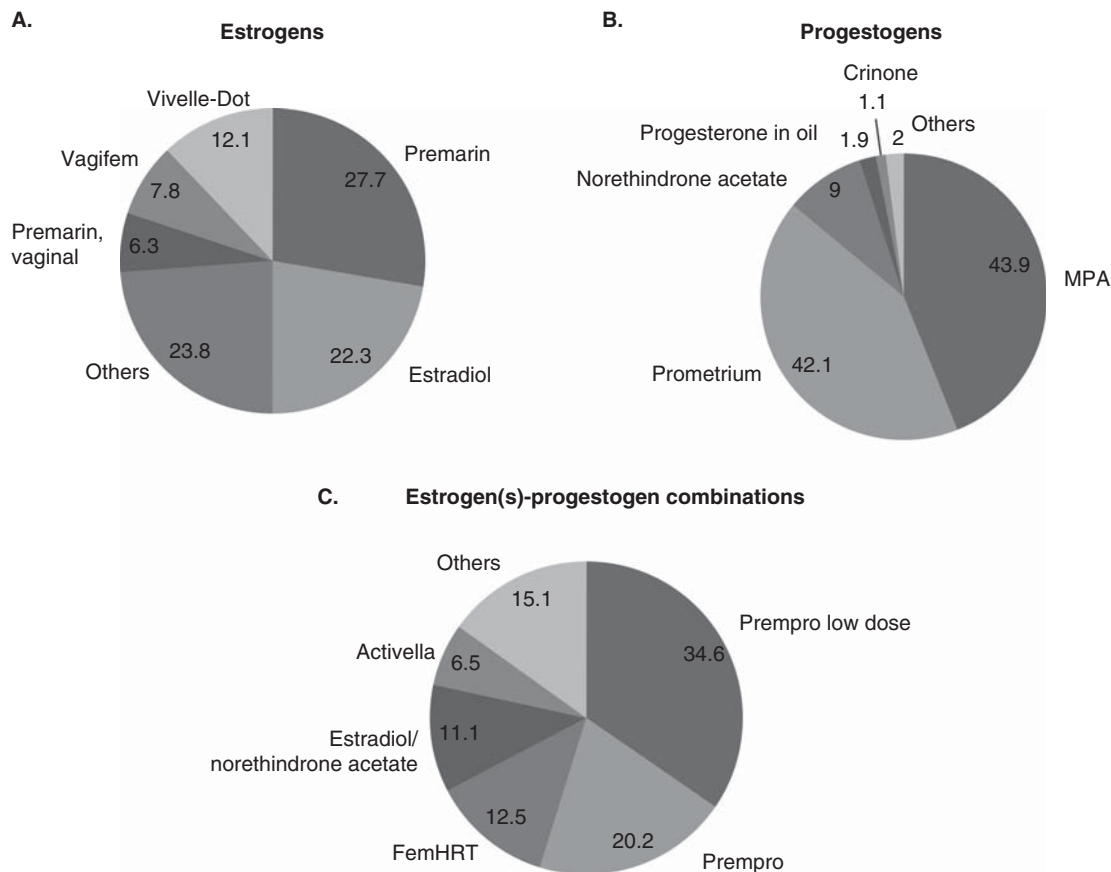 A.
Estrogens
Vivelle-Dot
12.1
Premarin
27.7
Vagifem
7.8
Premarin,
vaginal
6.3
Others
23.8
22.3
Estradiol
B.
Progestogens
Crinone
1.1
Others
2
Progesterone in oil
1.9
Norethindrone acetate
9
43.9
MPA
Prometrium
42.1
C.
Estrogen(s)-progestogen combinations
Others
15.1
Prempro low dose
34.6
Activella
6.5
Estradiol/
norethindrone acetate
11.1
12.5
FemHRT
20.2
Prempro